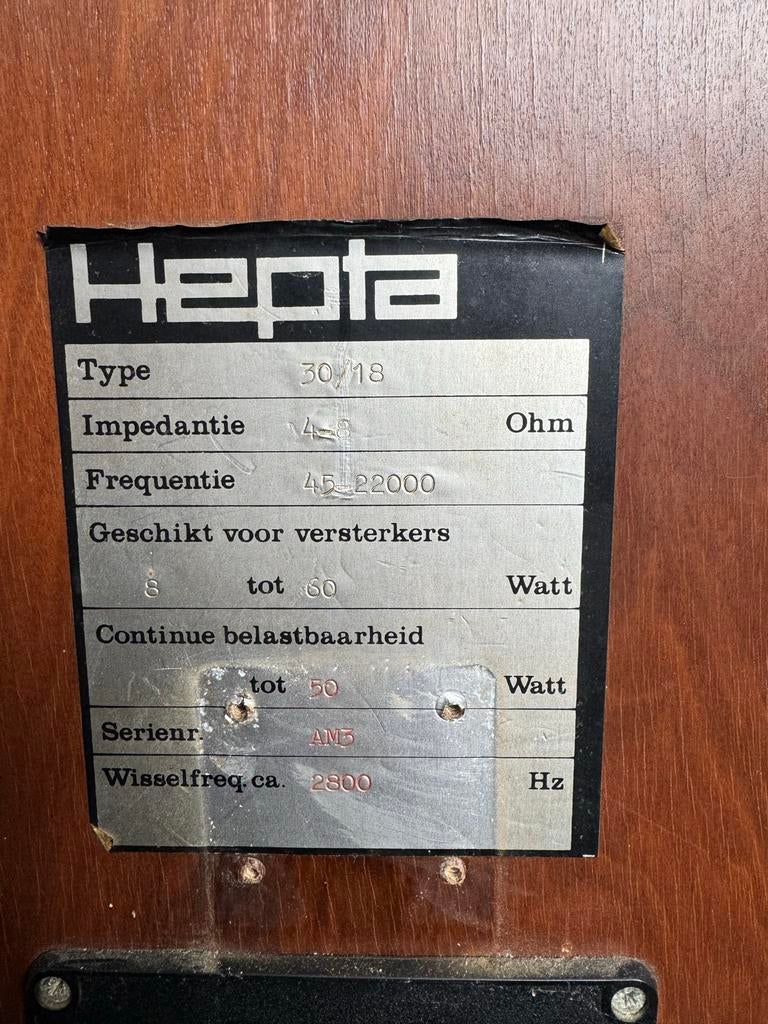 Hepta
Type 30/18
Impedantie 4-8 Ohm
Frequentie 45-22000
Geschikt voor versterkers
8 tot 60 Watt
Continue belastbaarheid
tot 50 Watt
Serienr. AM3
Wisselfreq. ca. 2800 Hz